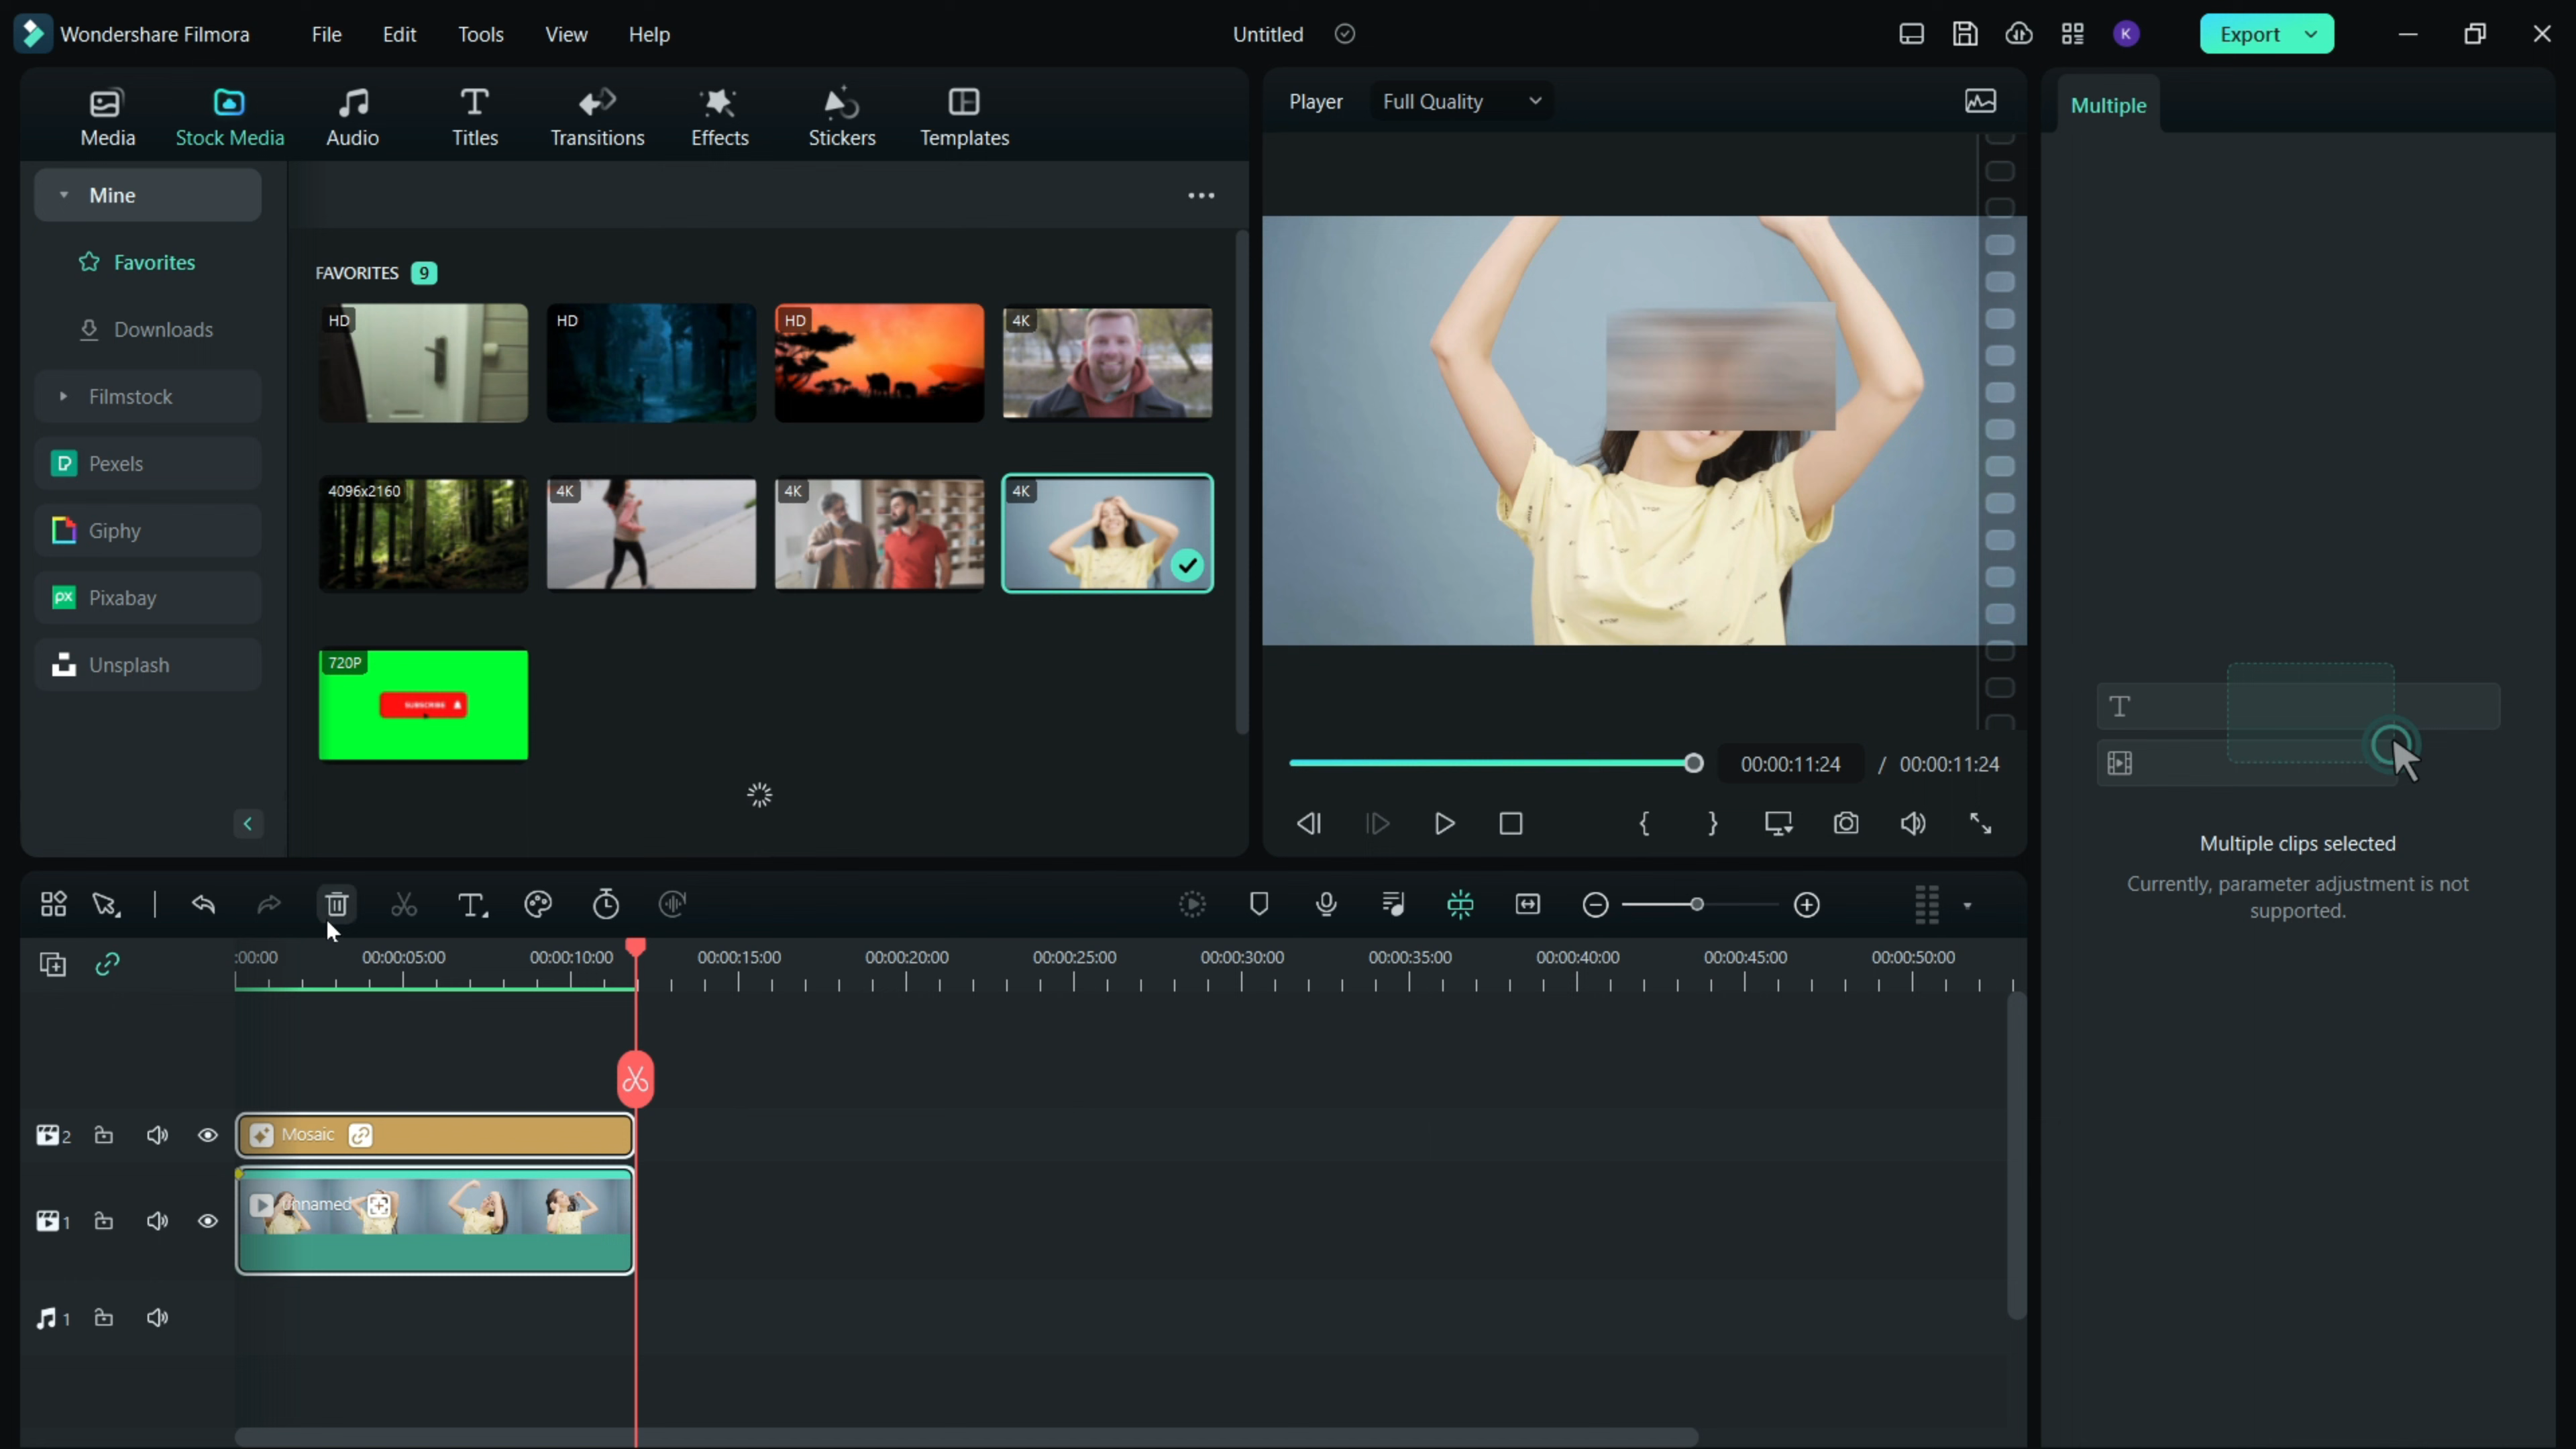 Wondershare Filmora
File
Edit
Tools
View
Help
Untitled
K
Export
Media
Stock Media
Audio
Titles
Transitions
Effects
Stickers
Templates
Player
Full Quality
Multiple
Mine
Favorites
Downloads
Filmstock
Pexels
Giphy
Pixabay
Unsplash
FAVORITES 9
HD
HD
HD
4K
4096x2160
4K
4K
4K
720P
SUBSCRIBE
00:00:11:24 / 00:00:11:24
Multiple clips selected
Currently, parameter adjustment is not
supported.
:00:00
00:00:05:00
00:00:10:00
00:00:15:00
00:00:20:00
00:00:25:00
00:00:30:00
00:00:35:00
00:00:40:00
00:00:45:00
00:00:50:00
2
Mosaic
1
unnamed
1